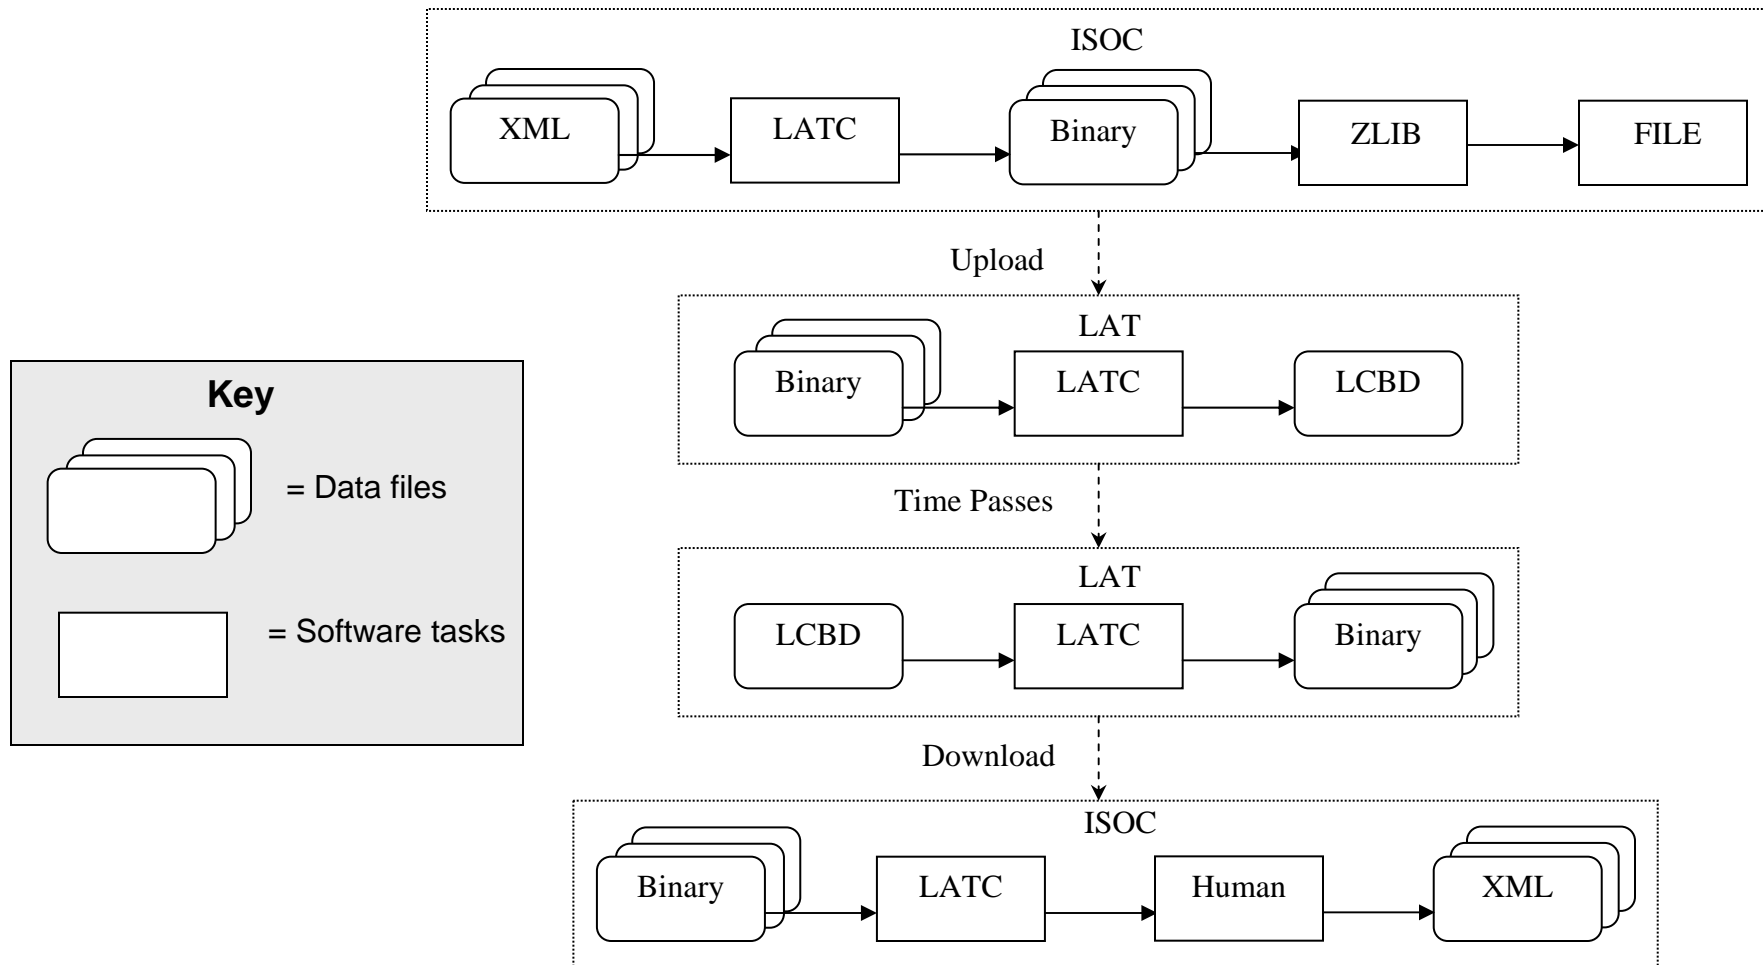 ISOC
XML
LATC
Binary
ZLIB
FILE
Upload
LAT
Binary
LATC
LCBD
Key
= Data files
= Software tasks
Time Passes
LAT
LCBD
LATC
Binary
Download
ISOC
Binary
LATC
Human
XML